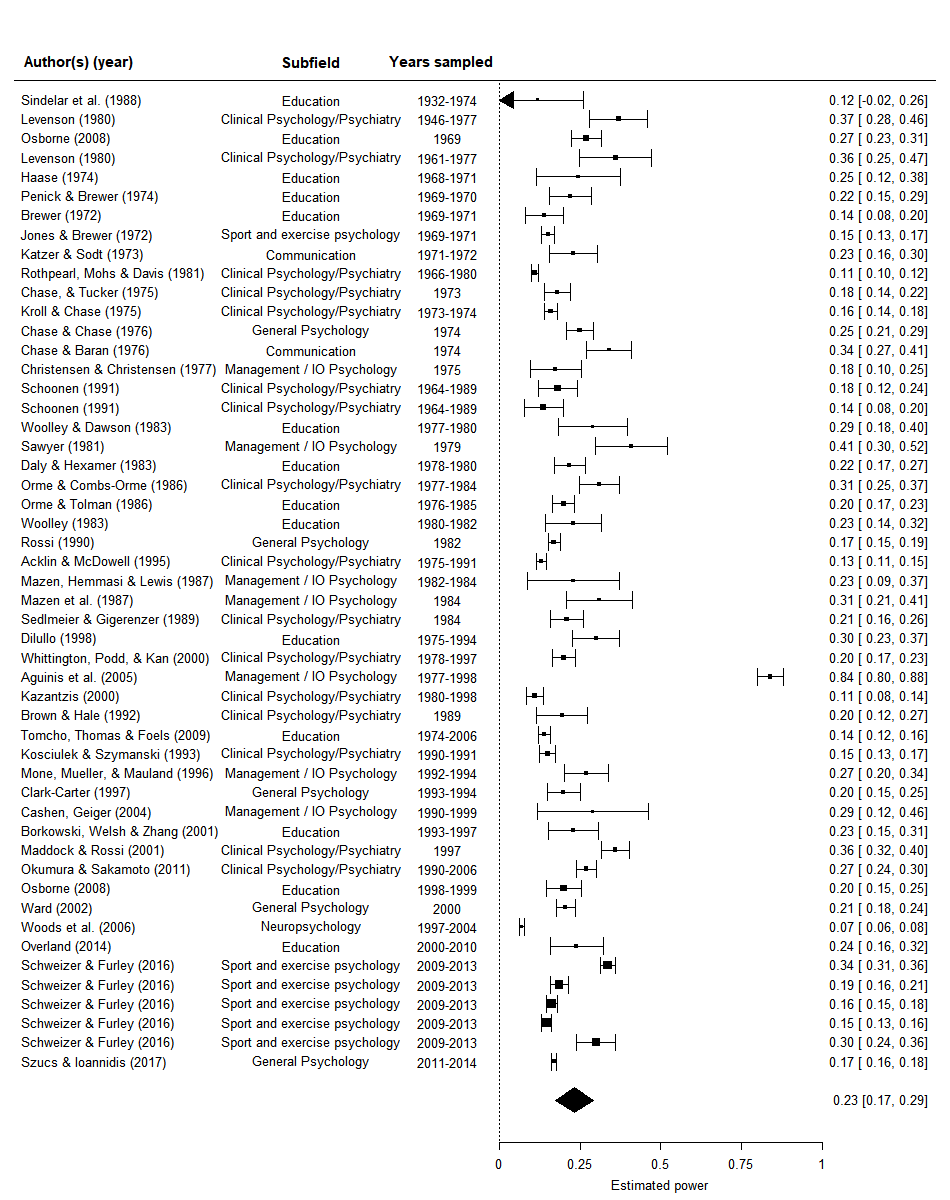 Author(s) (year) Subfield Years sampled
Sindelar et al. (1988) Education 1932-1974 0.12 [-0.02, 0.26]
Levenson (1980) Clinical Psychology/Psychiatry 1946-1977 0.37 [ 0.28, 0.46]
Osborne (2008) Education 1969 0.27 [ 0.23, 0.31]
Levenson (1980) Clinical Psychology/Psychiatry 1961-1977 0.36 [ 0.25, 0.47]
Haase (1974) Education 1968-1971 0.25 [ 0.12, 0.38]
Penick & Brewer (1974) Education 1969-1970 0.22 [ 0.15, 0.29]
Brewer (1972) Education 1969-1971 0.14 [ 0.08, 0.20]
Jones & Brewer (1972) Sport and exercise psychology 1969-1971 0.15 [ 0.13, 0.17]
Katzer & Sodt (1973) Communication 1971-1972 0.23 [ 0.16, 0.30]
Rothpearl, Mohs & Davis (1981) Clinical Psychology/Psychiatry 1966-1980 0.11 [ 0.10, 0.12]
Chase, & Tucker (1975) Clinical Psychology/Psychiatry 1973 0.18 [ 0.14, 0.22]
Kroll & Chase (1975) Clinical Psychology/Psychiatry 1973-1974 0.16 [ 0.14, 0.18]
Chase & Chase (1976) General Psychology 1974 0.25 [ 0.21, 0.29]
Chase & Baran (1976) Communication 1974 0.34 [ 0.27, 0.41]
Christensen & Christensen (1977) Management / IO Psychology 1975 0.18 [ 0.10, 0.25]
Schoonen (1991) Clinical Psychology/Psychiatry 1964-1989 0.18 [ 0.12, 0.24]
Schoonen (1991) Clinical Psychology/Psychiatry 1964-1989 0.14 [ 0.08, 0.20]
Woolley & Dawson (1983) Education 1977-1980 0.29 [ 0.18, 0.40]
Sawyer (1981) Management / IO Psychology 1979 0.41 [ 0.30, 0.52]
Daly & Hexamer (1983) Education 1978-1980 0.22 [ 0.17, 0.27]
Orme & Combs-Orme (1986) Clinical Psychology/Psychiatry 1977-1984 0.31 [ 0.25, 0.37]
Orme & Tolman (1986) Education 1976-1985 0.20 [ 0.17, 0.23]
Woolley (1983) Education 1980-1982 0.23 [ 0.14, 0.32]
Rossi (1990) General Psychology 1982 0.17 [ 0.15, 0.19]
Acklin & McDowell (1995) Clinical Psychology/Psychiatry 1975-1991 0.13 [ 0.11, 0.15]
Mazen, Hemmasi & Lewis (1987) Management / IO Psychology 1982-1984 0.23 [ 0.09, 0.37]
Mazen et al. (1987) Management / IO Psychology 1984 0.31 [ 0.21, 0.41]
Sedlmeier & Gigerenzer (1989) Clinical Psychology/Psychiatry 1984 0.21 [ 0.16, 0.26]
Dilullo (1998) Education 1975-1994 0.30 [ 0.23, 0.37]
Whittington, Podd, & Kan (2000) Clinical Psychology/Psychiatry 1978-1997 0.20 [ 0.17, 0.23]
Aguinis et al. (2005) Management / IO Psychology 1977-1998 0.84 [ 0.80, 0.88]
Kazantzis (2000) Clinical Psychology/Psychiatry 1980-1998 0.11 [ 0.08, 0.14]
Brown & Hale (1992) Clinical Psychology/Psychiatry 1989 0.20 [ 0.12, 0.27]
Tomcho, Thomas & Foels (2009) Education 1974-2006 0.14 [ 0.12, 0.16]
Kosciulek & Szymanski (1993) Clinical Psychology/Psychiatry 1990-1991 0.15 [ 0.13, 0.17]
Mone, Mueller, & Mauland (1996) Management / IO Psychology 1992-1994 0.27 [ 0.20, 0.34]
Clark-Carter (1997) General Psychology 1993-1994 0.20 [ 0.15, 0.25]
Cashen, Geiger (2004) Management / IO Psychology 1990-1999 0.29 [ 0.12, 0.46]
Borkowski, Welsh & Zhang (2001) Education 1993-1997 0.23 [ 0.15, 0.31]
Maddock & Rossi (2001) Clinical Psychology/Psychiatry 1997 0.36 [ 0.32, 0.40]
Okumura & Sakamoto (2011) Clinical Psychology/Psychiatry 1990-2006 0.27 [ 0.24, 0.30]
Osborne (2008) Education 1998-1999 0.20 [ 0.15, 0.25]
Ward (2002) General Psychology 2000 0.21 [ 0.18, 0.24]
Woods et al. (2006) Neuropsychology 1997-2004 0.07 [ 0.06, 0.08]
Overland (2014) Education 2000-2010 0.24 [ 0.16, 0.32]
Schweizer & Furley (2016) Sport and exercise psychology 2009-2013 0.34 [ 0.31, 0.36]
Schweizer & Furley (2016) Sport and exercise psychology 2009-2013 0.19 [ 0.16, 0.21]
Schweizer & Furley (2016) Sport and exercise psychology 2009-2013 0.16 [ 0.15, 0.18]
Schweizer & Furley (2016) Sport and exercise psychology 2009-2013 0.15 [ 0.13, 0.16]
Schweizer & Furley (2016) Sport and exercise psychology 2009-2013 0.30 [ 0.24, 0.36]
Szucs & Ioannidis (2017) General Psychology 2011-2014 0.17 [ 0.16, 0.18]
0.23 [0.17, 0.29]
0 0.25 0.5 0.75 1
Estimated power